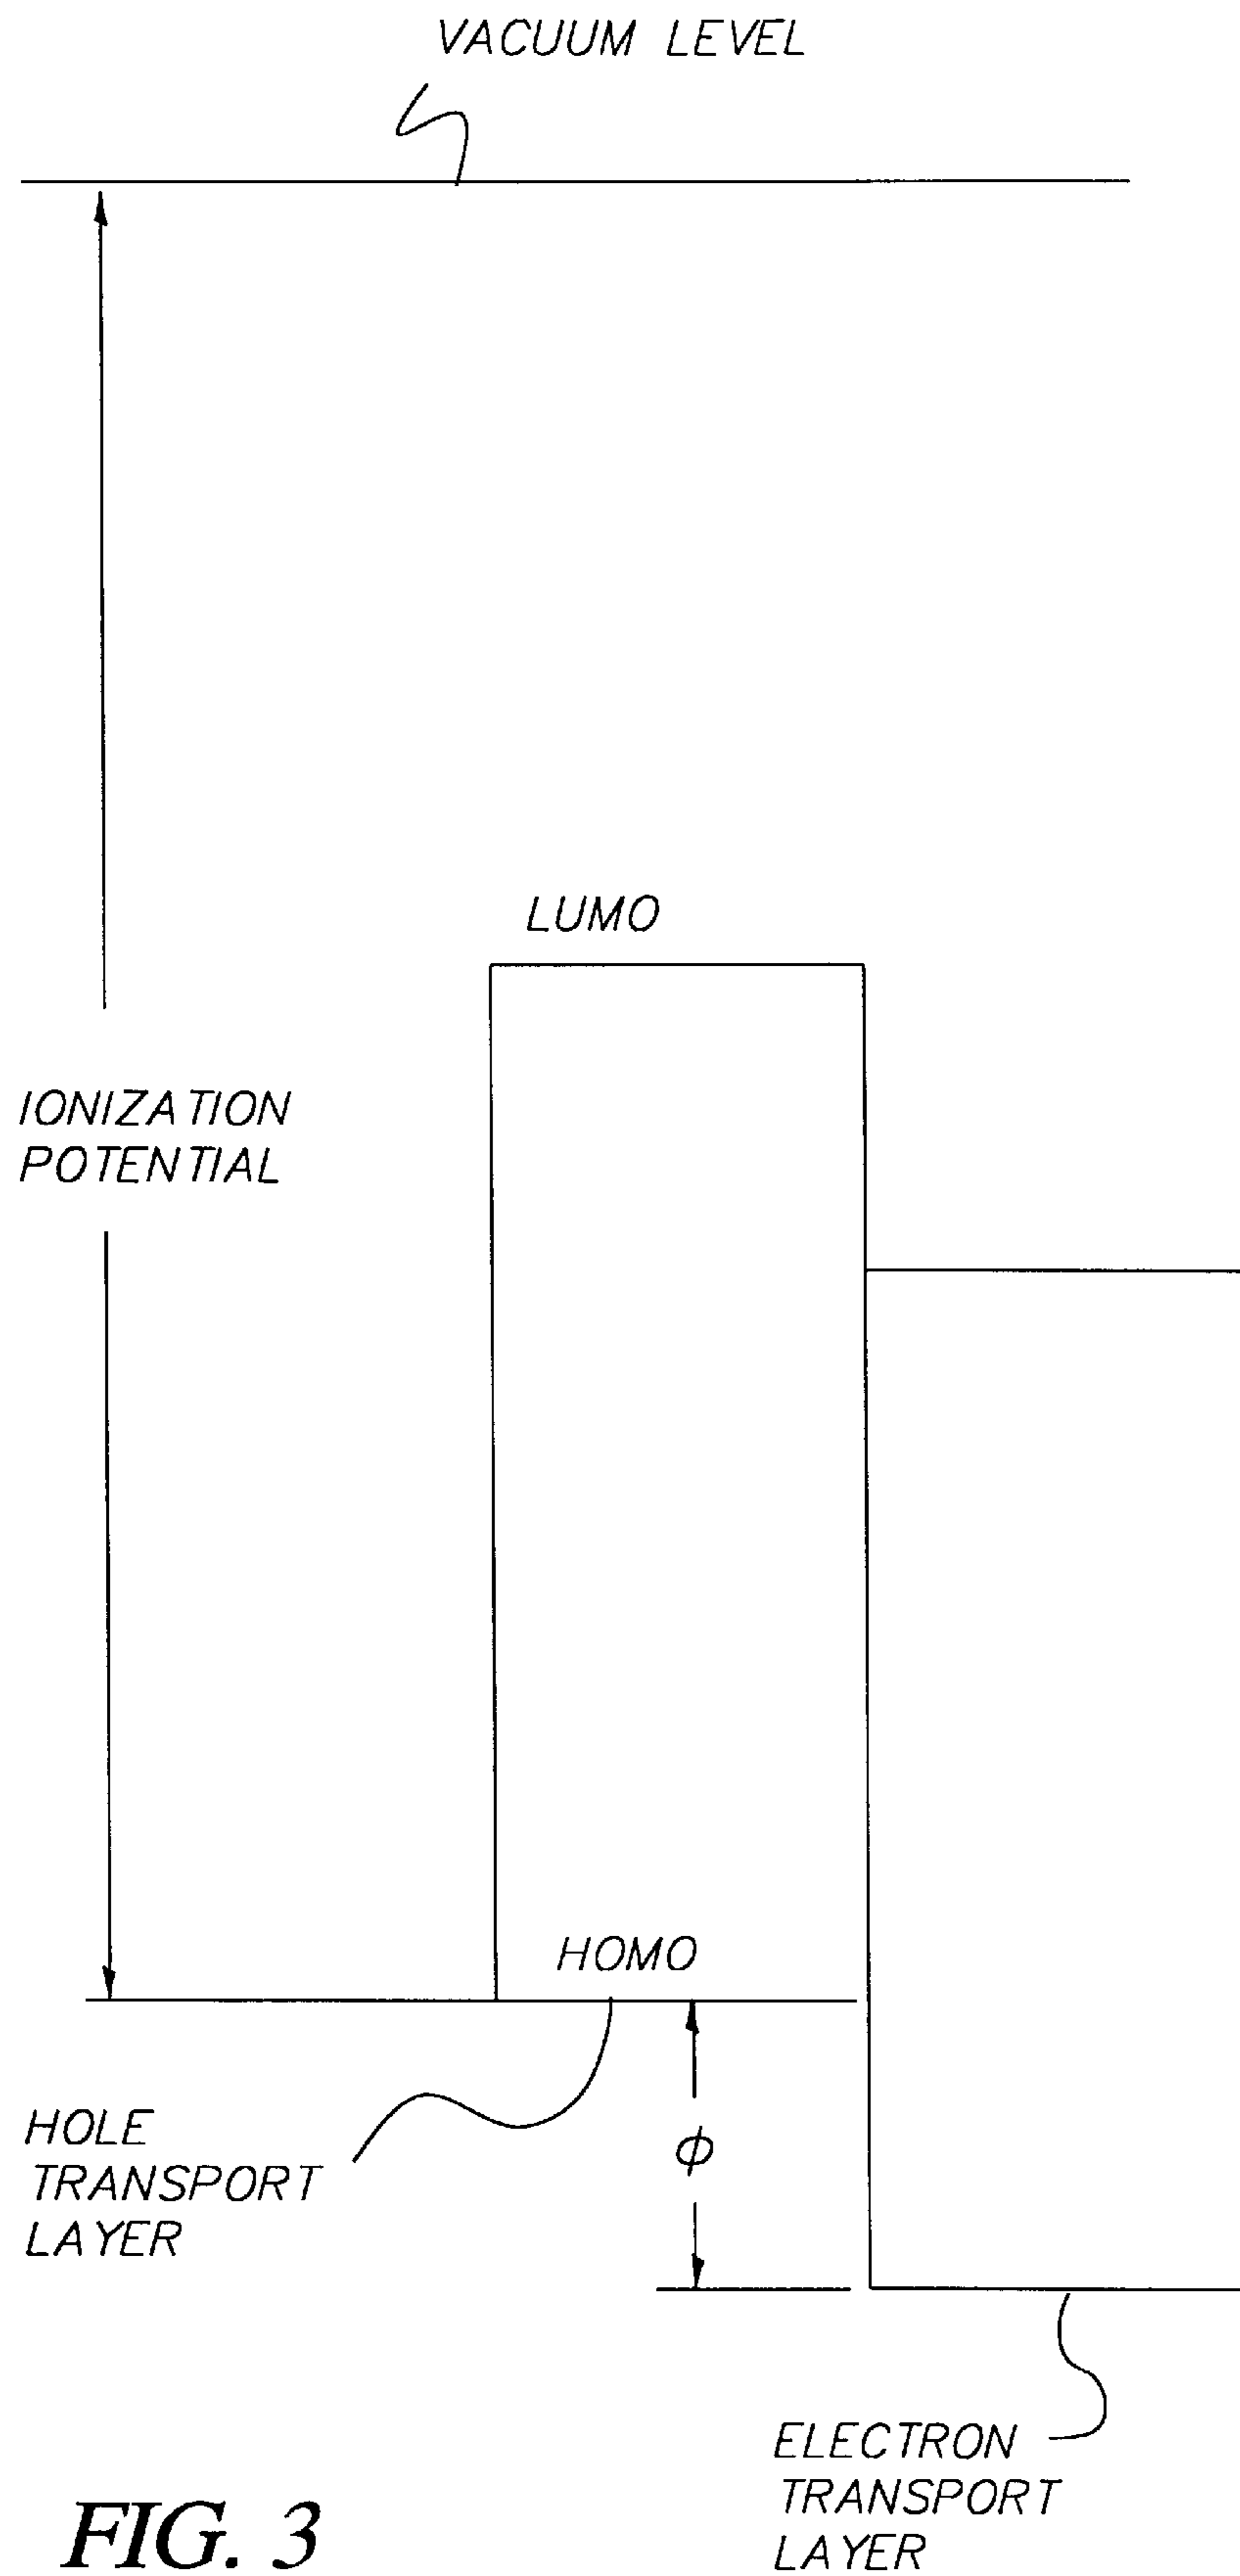 VACUUM LEVEL
LUMO
IONIZATION
POTENTIAL
HOMO
HOLE
TRANSPORT
LAYER
ϕ
ELECTRON
TRANSPORT
LAYER
FIG. 3